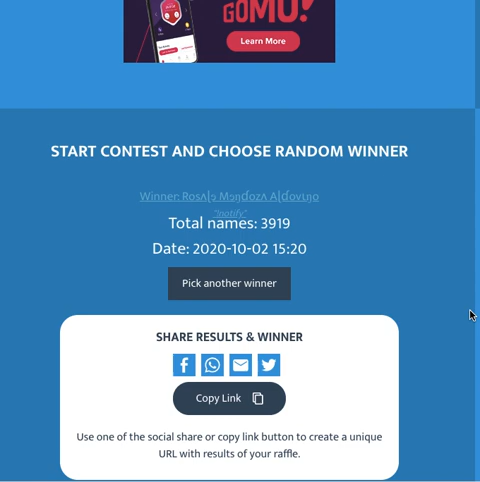 GOMU!
Learn More
START CONTEST AND CHOOSE RANDOM WINNER
Winner:
"!notify"
Total names: 3919
Date: 2020-10-02 15:20
Pick another winner
SHARE RESULTS & WINNER
Copy Link
Use one of the social share or copy link button to create a unique
URL with results of your raffle.